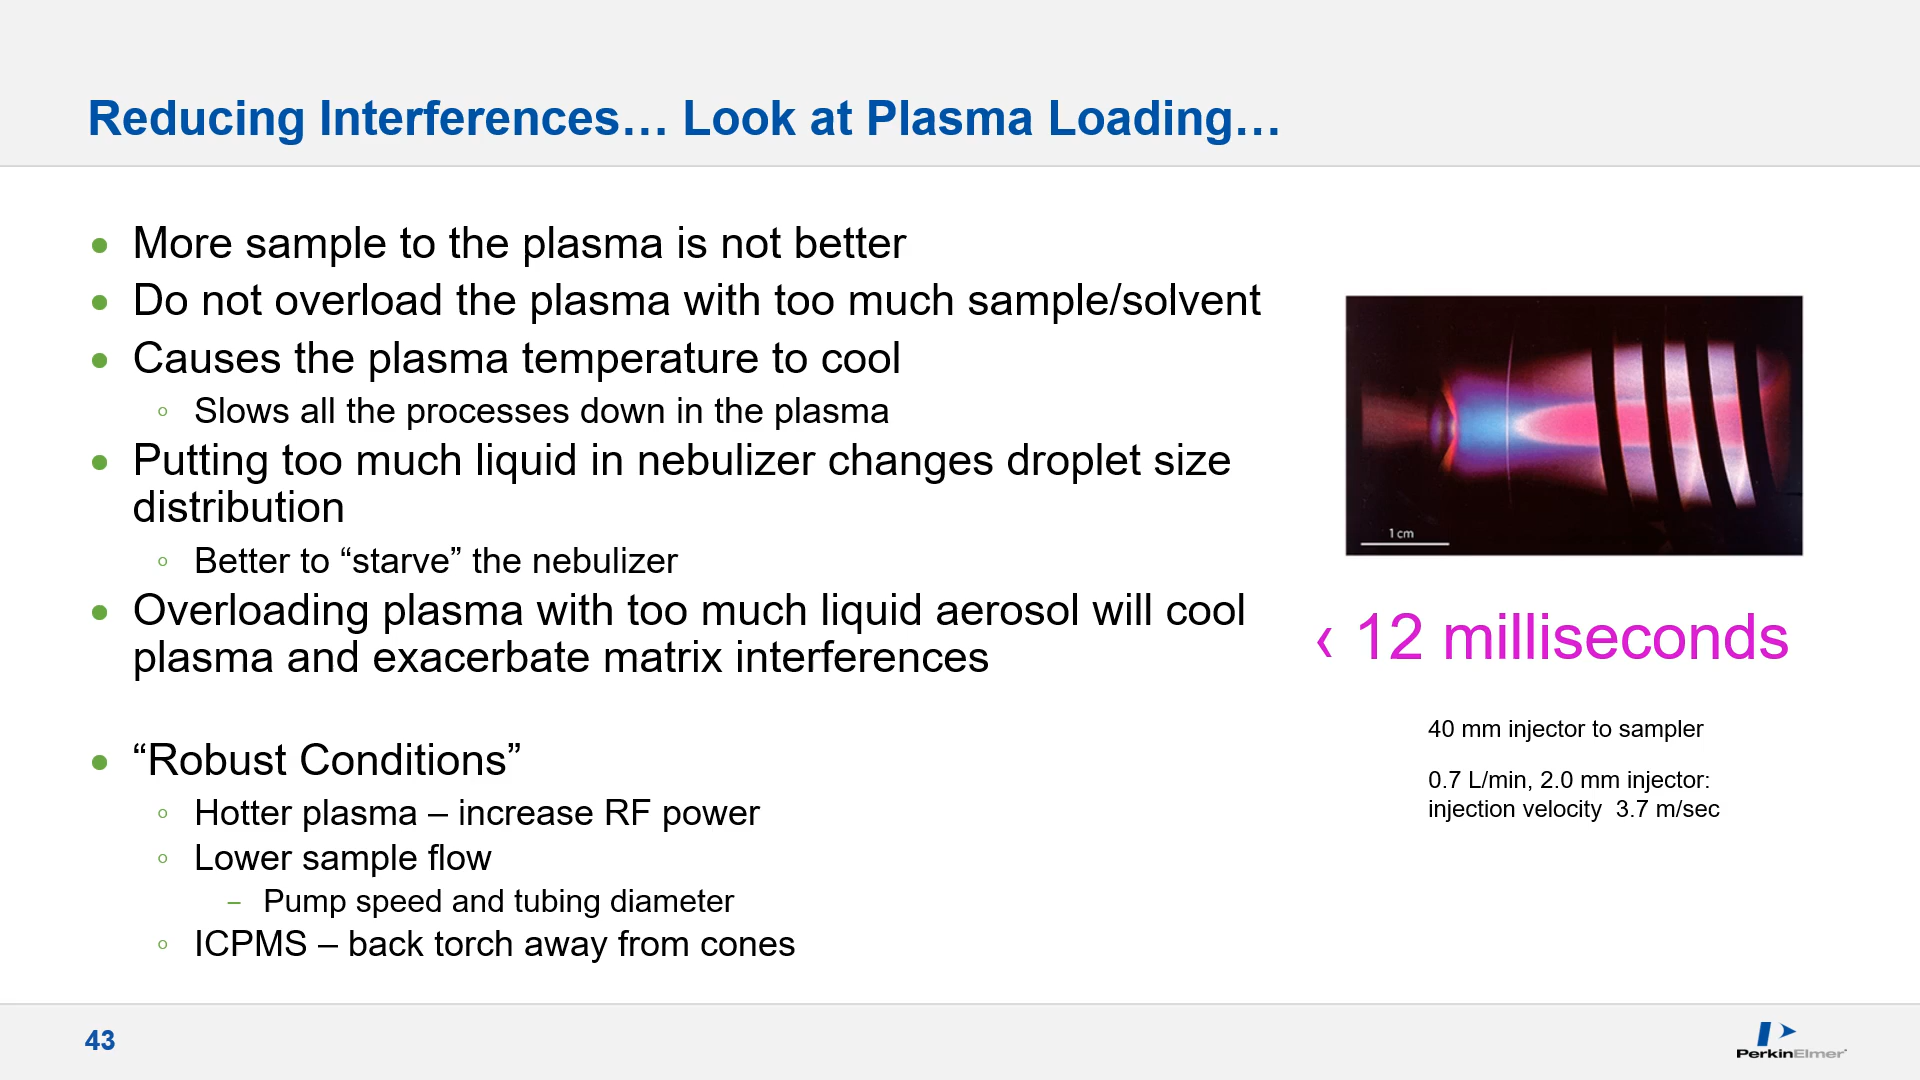 Reducing Interferences… Look at Plasma Loading…
More sample to the plasma is not better
Do not overload the plasma with too much sample/solvent
Causes the plasma temperature to cool
Slows all the processes down in the plasma
Putting too much liquid in nebulizer changes droplet size
distribution
Better to “starve” the nebulizer
Overloading plasma with too much liquid aerosol will cool
plasma and exacerbate matrix interferences
“Robust Conditions”
Hotter plasma – increase RF power
Lower sample flow
– Pump speed and tubing diameter
ICPMS – back torch away from cones
1 cm
‹ 12 milliseconds
40 mm injector to sampler
0.7 L/min, 2.0 mm injector:
injection velocity 3.7 m/sec
43
PerkinElmer